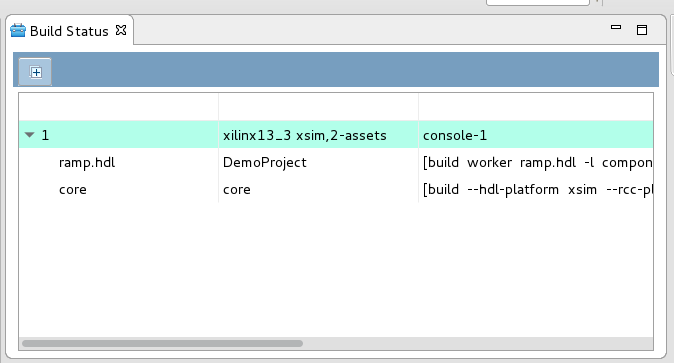 Build Status
1 xilinx13_3 xsim,2-assets console-1
ramp.hdl DemoProject [build worker ramp.hdl -l compon
core core [build --hdl-platform xsim --rcc-pl